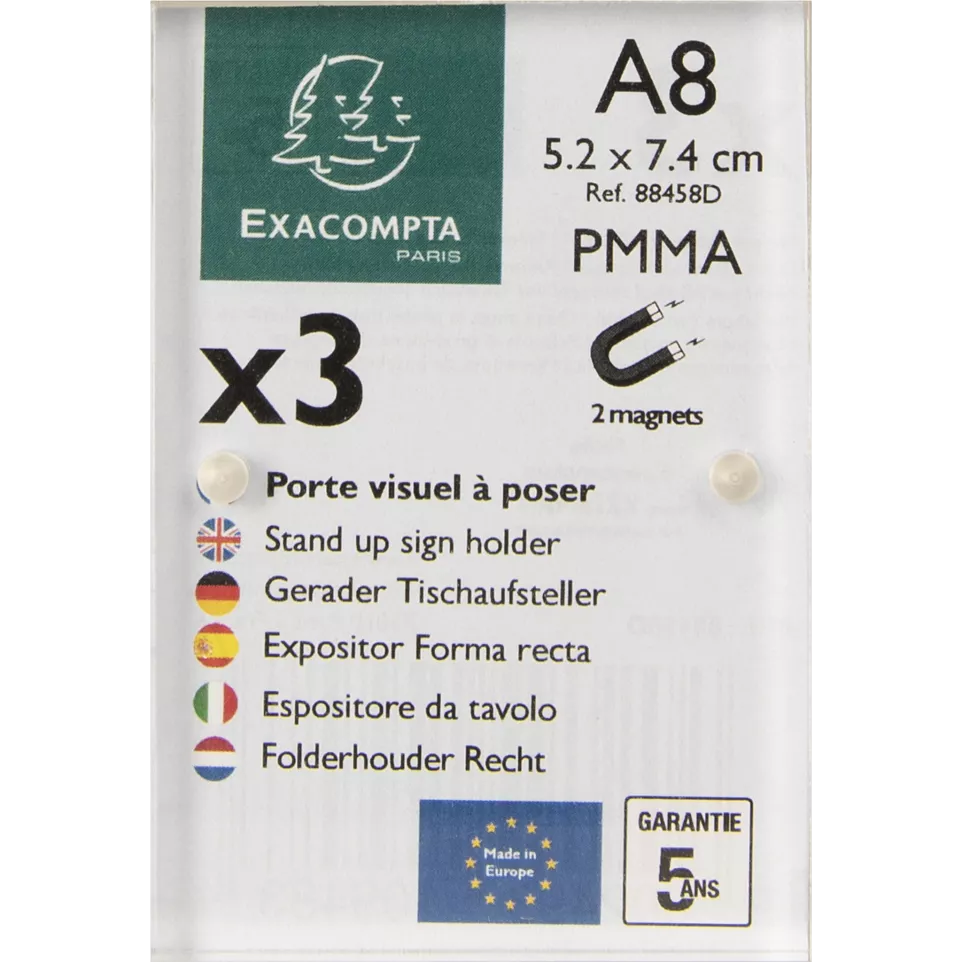 EXACOMPTA
PARIS
A8
5.2 x 7.4 cm
Ref. 88458D
PMMA
x3
2 magnets
Porte visuel à poser
Stand up sign holder
Gerader Tischaufsteller
Expositor Forma recta
Espositore da tavolo
Folderhouder Recht
Made in
Europe
GARANTIE
5 ANS